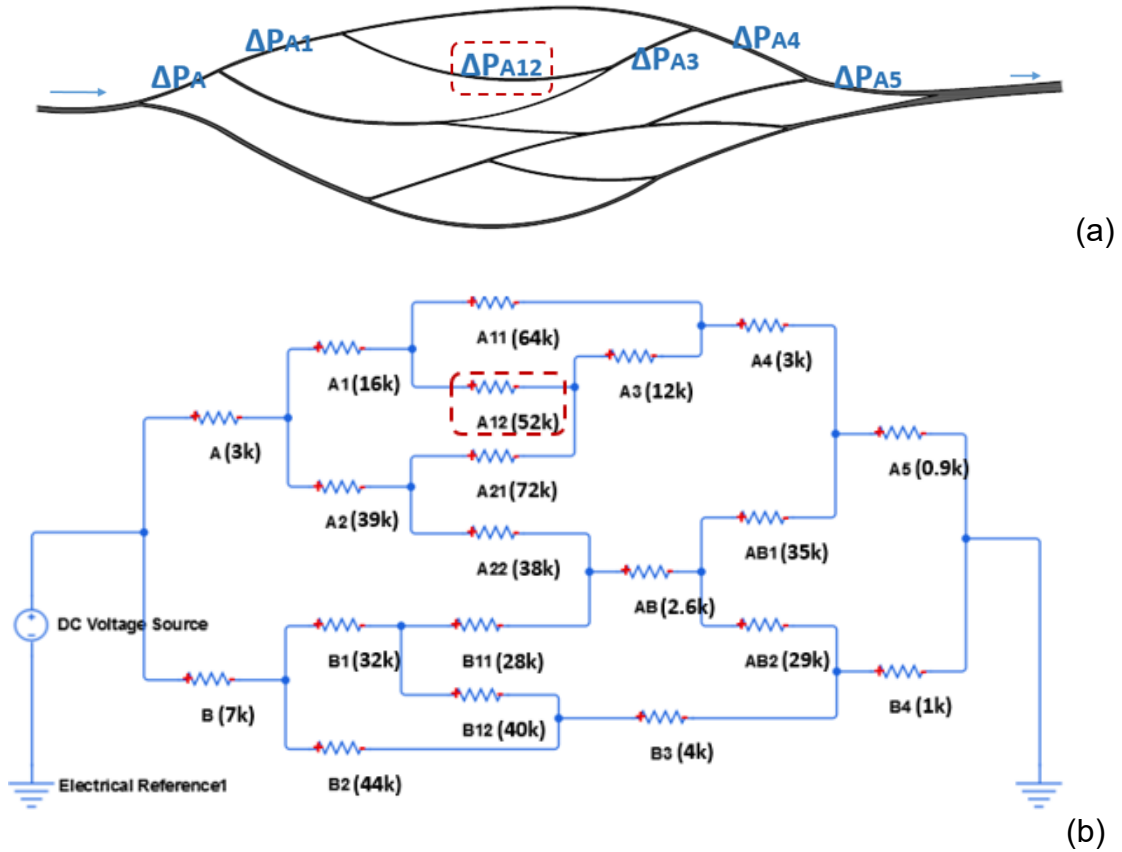 ΔPA1
ΔPA4
ΔPA
ΔPA12
ΔPA3
ΔPA5
(a)
A11 (64k)
A1 (16k)
A3 (12k)
A4 (3k)
A12 (52k)
A (3k)
A5 (0.9k)
A21 (72k)
A2 (39k)
AB1 (35k)
A22 (38k)
AB (2.6k)
DC Voltage Source
B1 (32k)
B11 (28k)
AB2 (29k)
B (7k)
B12 (40k)
B4 (1k)
B3 (4k)
B2 (44k)
Electrical Reference1
(b)